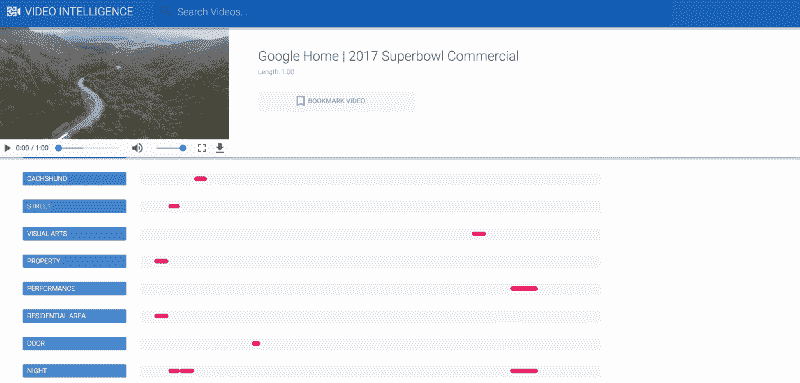 VIDEO INTELLIGENCE
Search Videos...
Google Home | 2017 Superbowl Commercial
Length: 1:00
BOOKMARK VIDEO
0:00 / 1:00
DACHSHUND
STREET
VISUAL ARTS
PROPERTY
PERFORMANCE
RESIDENTIAL AREA
DOOR
NIGHT